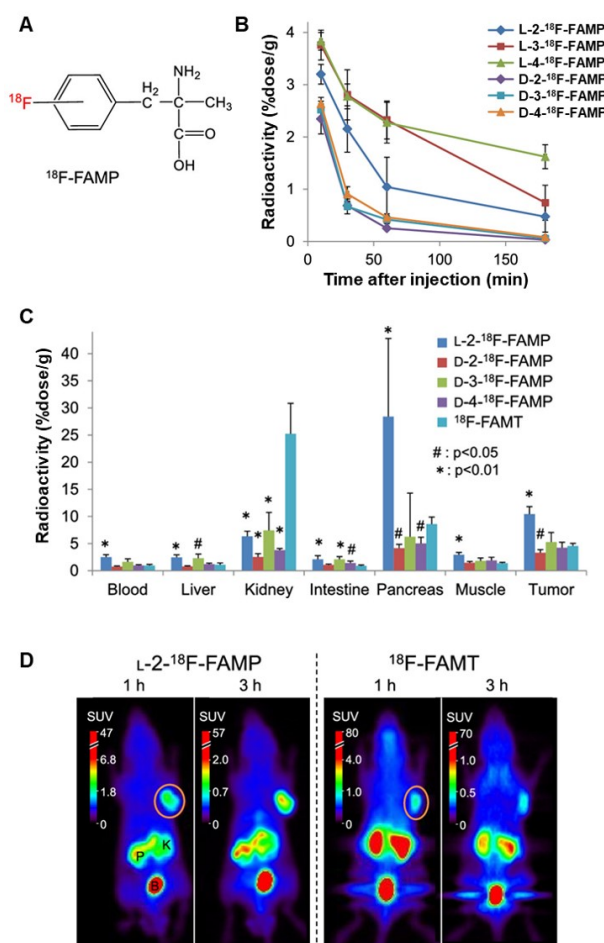 A
¹⁸F
CH₂
NH₂
CH₃
C=O
OH
¹⁸F-FAMP
B
Radioactivity (%dose/g)
4
3
2
1
0
0 50 100 150
Time after injection (min)
L-2-¹⁸F-FAMP
L-3-¹⁸F-FAMP
L-4-¹⁸F-FAMP
D-2-¹⁸F-FAMP
D-3-¹⁸F-FAMP
D-4-¹⁸F-FAMP
C
Radioactivity (%dose/g)
40
35
30
25
20
15
10
5
0
* * # * * * * * * # * # # * * #
Blood Liver Kidney Intestine Pancreas Muscle Tumor
L-2-¹⁸F-FAMP
D-2-¹⁸F-FAMP
D-3-¹⁸F-FAMP
D-4-¹⁸F-FAMP
¹⁸F-FAMT
# : p<0.05
* : p<0.01
D
L-2-¹⁸F-FAMP ¹⁸F-FAMT
1 h 3 h 1 h 3 h
SUV SUV SUV SUV
47 57 80 70
6.8 2.0 4.0 1.0
1.7 1.0 2.0 0.5
0 0 0 0
P K
B